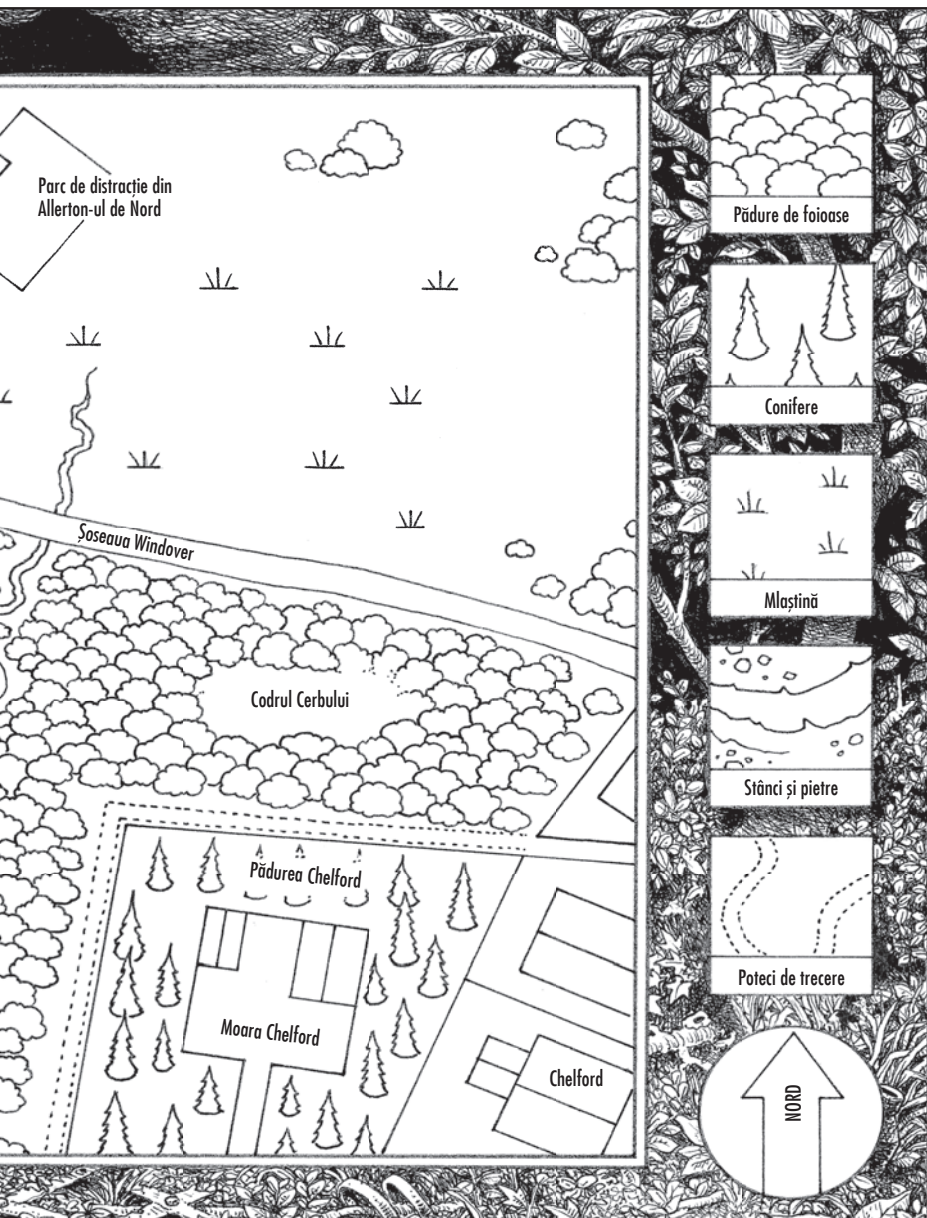 Parc de distracție din
Allerton-ul de Nord
Șoseaua Windover
Codrul Cerbului
Pădurea Chelford
Moara Chelford
Chelford
Pădure de foioase
Conifere
Mlaștină
Stânci și pietre
Poteci de trecere
NORD